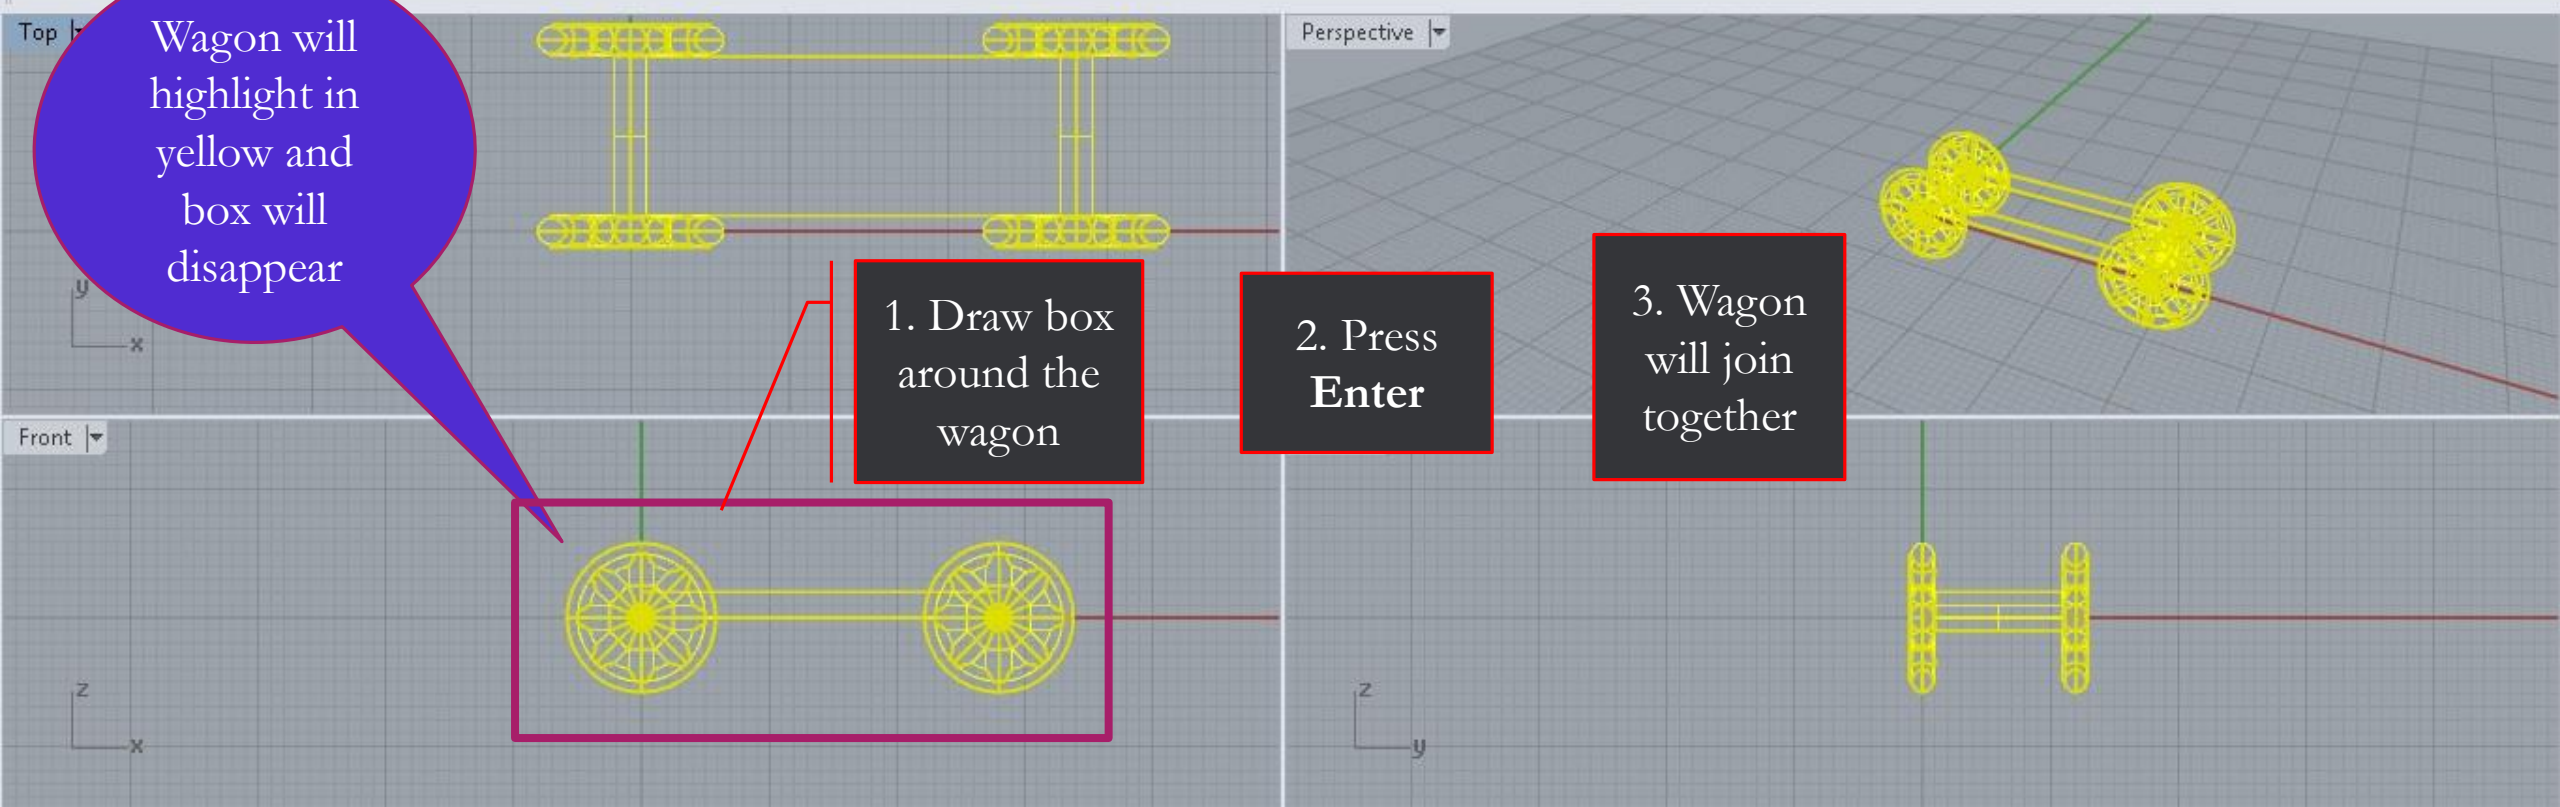 Top
Wagon will
highlight in
yellow and
box will
disappear
y
x
Perspective
1. Draw box
around the
wagon
2. Press
Enter
3. Wagon
will join
together
Front
z
x
z
y